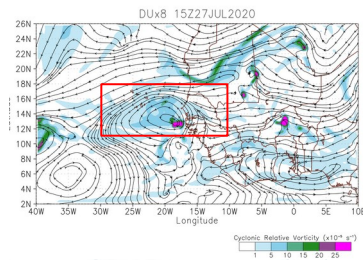 DUx8 15Z27JUL2020
26N
24N
22N
20N
18N
16N
14N
12N
10N
8N
6N
4N
2N
40W 35W 30W 25W 20W 15W 10W 5W 0 5E 10E
Longitude
Cyclonic Relative Vorticity (x10⁻⁵ s⁻¹)
1 5 10 15 20 25